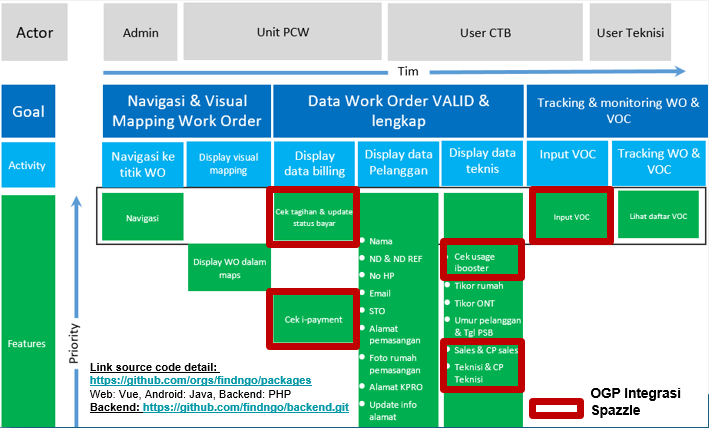 Actor
Admin
Unit PCW
User CTB
User Teknisi
Tim
Goal
Navigasi & Visual
Mapping Work Order
Data Work Order VALID &
lengkap
Tracking & monitoring WO &
VOC
Activity
Navigasi ke
titik WO
Display visual
mapping
Display
data billing
Display data
Pelanggan
Display data
teknis
Input VOC
Tracking WO &
VOC
Features
Priority
Navigasi
Cek tagihan & update
status bayar
Input VOC
Lihat daftar VOC
Display WO dalam
maps
Cek i-payment
Nama
ND & ND REF
No HP
Email
STO
Alamat
pemasangan
Foto rumah
pemasangan
Alamat KPRO
Update info
alamat
Cek usage
ibooster
Tikor rumah
Tikor ONT
Umur pelanggan
& Tgl PSB
Sales & CP sales
Teknisi & CP
Teknisi
Link source code detail:
https://github.com/orgs/findngo/packages
Web: Vue, Android: Java, Backend: PHP
Backend: https://github.com/findngo/backend.git
OGP Integrasi
Spazzle